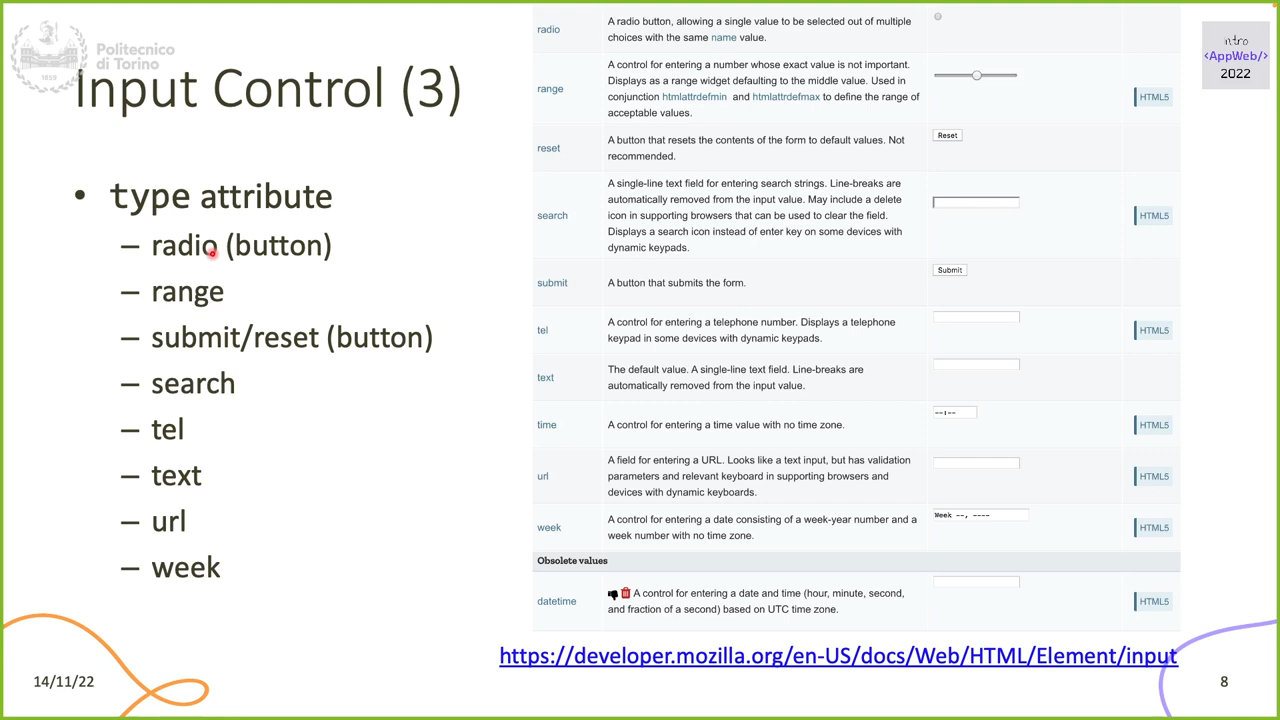 Politecnico
di Torino
1859
Input Control (3)
intro
<AppWeb/>
2022
• type attribute
– radio (button)
– range
– submit/reset (button)
– search
– tel
– text
– url
– week
radio
A radio button, allowing a single value to be selected out of multiple
choices with the same name value.
range
A control for entering a number whose exact value is not important.
Displays as a range widget defaulting to the middle value. Used in
conjunction htmlattrdefmin and htmlattrdefmax to define the range of
acceptable values.
HTML5
reset
A button that resets the contents of the form to default values. Not
recommended.
Reset
search
A single-line text field for entering search strings. Line-breaks are
automatically removed from the input value. May include a delete
icon in supporting browsers that can be used to clear the field.
Displays a search icon instead of enter key on some devices with
dynamic keypads.
HTML5
submit
A button that submits the form.
Submit
tel
A control for entering a telephone number. Displays a telephone
keypad in some devices with dynamic keypads.
HTML5
text
The default value. A single-line text field. Line-breaks are
automatically removed from the input value.
time
A control for entering a time value with no time zone.
--:--
HTML5
url
A field for entering a URL. Looks like a text input, but has validation
parameters and relevant keyboard in supporting browsers and
devices with dynamic keyboards.
HTML5
week
A control for entering a date consisting of a week-year number and a
week number with no time zone.
Week --, ----
HTML5
Obsolete values
datetime
A control for entering a date and time (hour, minute, second,
and fraction of a second) based on UTC time zone.
HTML5
https://developer.mozilla.org/en-US/docs/Web/HTML/Element/input
14/11/22
8